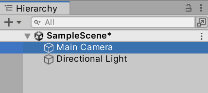 Hierarchy
All
SampleScene*
Main Camera
Directional Light